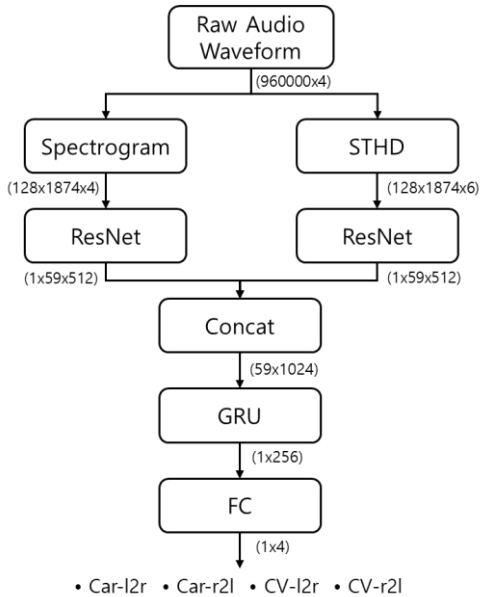 Raw Audio
Waveform
(960000x4)
Spectrogram
STHD
(128x1874x4)
(128x1874x6)
ResNet
ResNet
(1x59x512)
(1x59x512)
Concat
(59x1024)
GRU
(1x256)
FC
(1x4)
• Car-l2r • Car-r2l • CV-l2r • CV-r2l